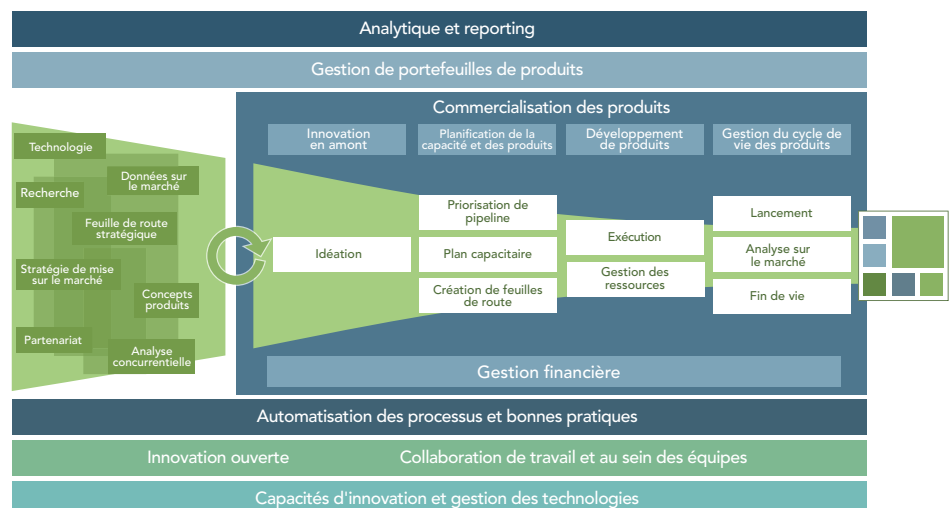 Analytique et reporting
Gestion de portefeuilles de produits
Commercialisation des produits
Innovation
en amont
Planification de la
capacité et des produits
Développement
de produits
Gestion du cycle de
vie des produits
Technologie
Données sur
le marché
Recherche
Feuille de route
stratégique
Stratégie de mise
sur le marché
Concepts
produits
Partenariat
Analyse
concurrentielle
Idéation
Priorisation de
pipeline
Plan capacitaire
Création de feuilles
de route
Exécution
Gestion des
ressources
Lancement
Analyse sur
le marché
Fin de vie
Gestion financière
Automatisation des processus et bonnes pratiques
Innovation ouverte
Collaboration de travail et au sein des équipes
Capacités d'innovation et gestion des technologies